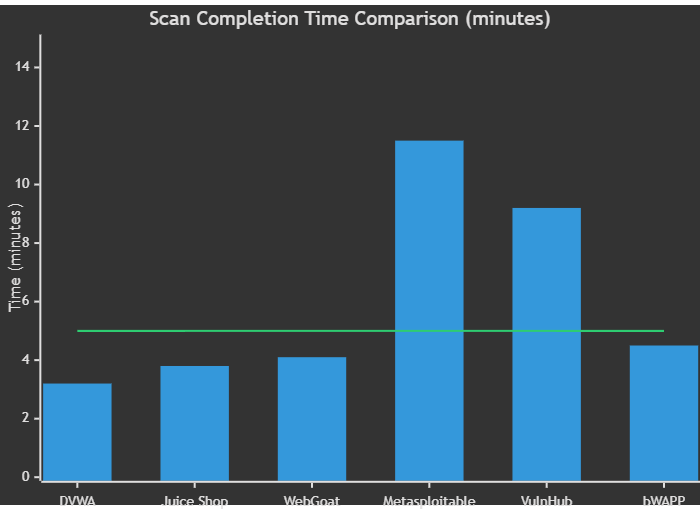 Scan Completion Time Comparison (minutes)
Time (minutes)
14
12
10
8
6
4
2
0
DVWA
Juice Shop
WebGoat
Metasploitable
VulnHub
bWAPP